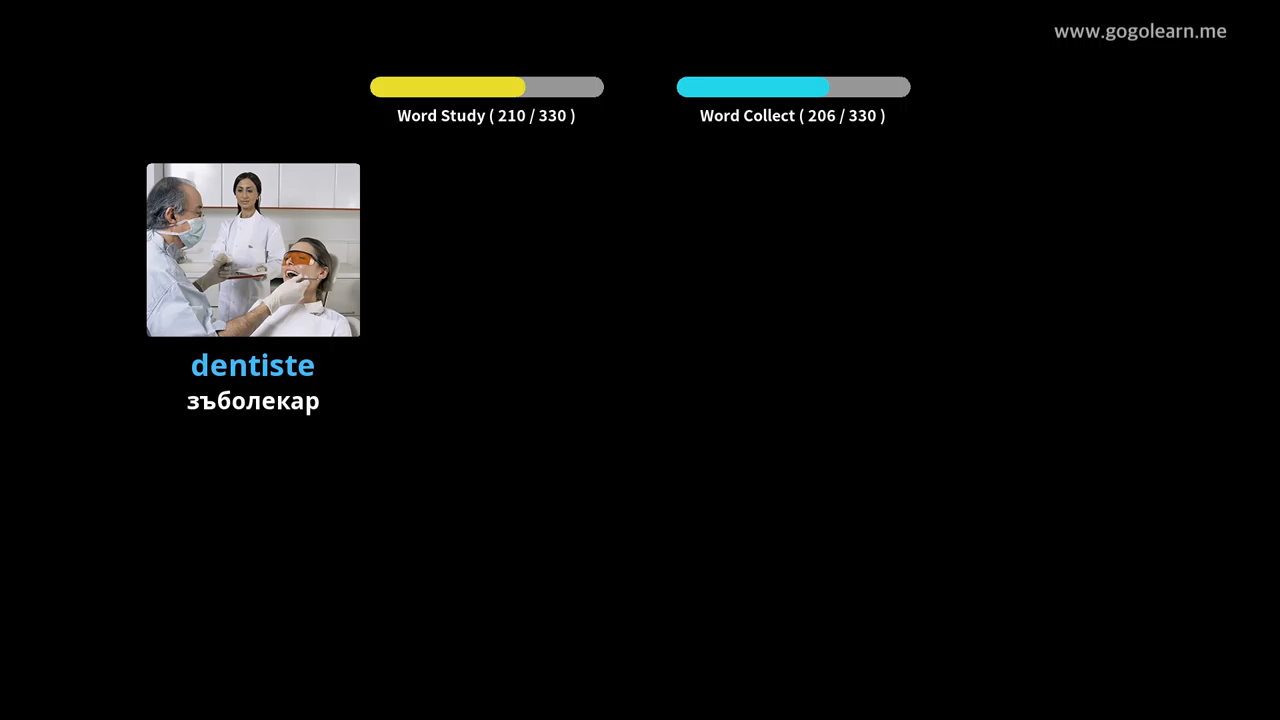 www.gogolearn.me
Word Study ( 210 / 330 )
Word Collect ( 206 / 330 )
dentiste
зъболекар